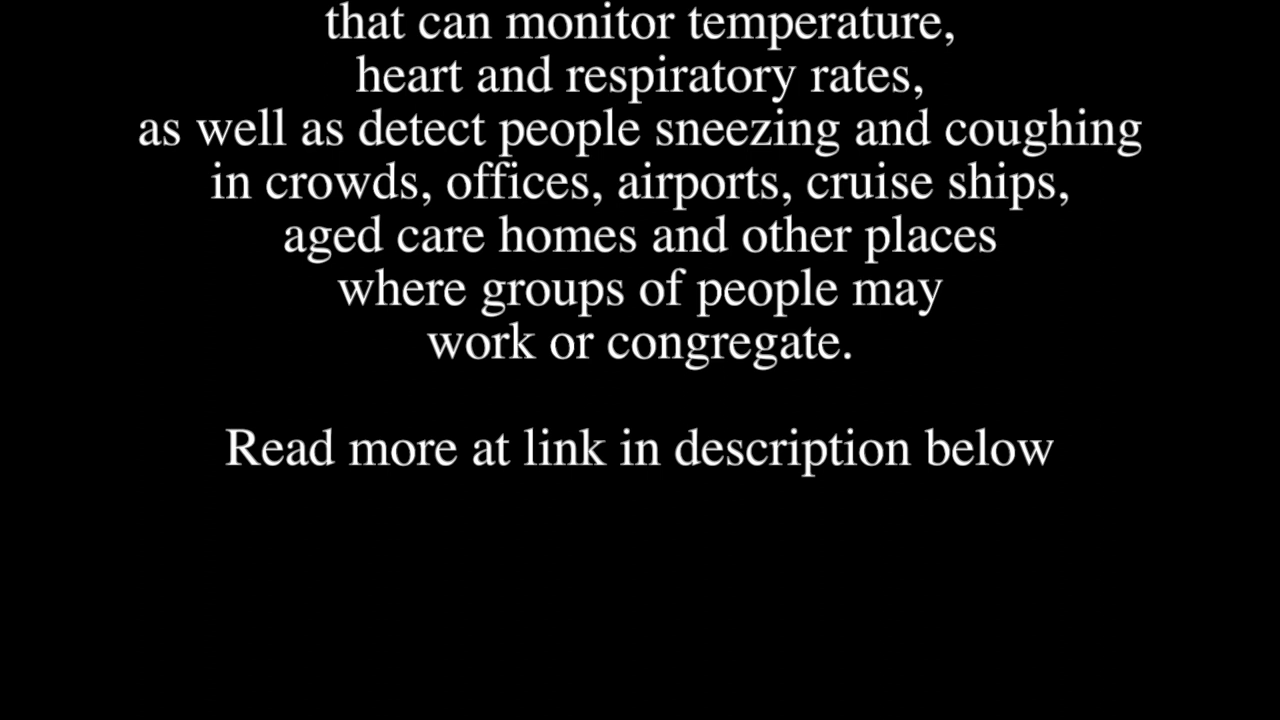 that can monitor temperature,
heart and respiratory rates,
as well as detect people sneezing and coughing
in crowds, offices, airports, cruise ships,
aged care homes and other places
where groups of people may
work or congregate.
Read more at link in description below